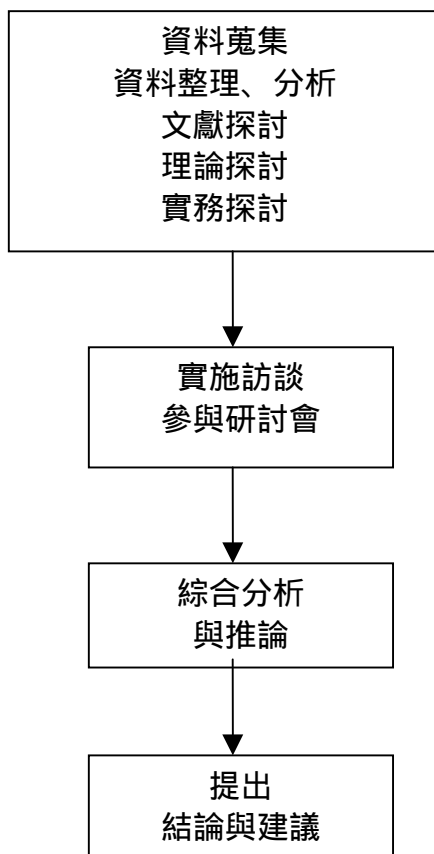 資料蒐集
資料整理、分析
文獻探討
理論探討
實務探討
實施訪談
參與研討會
綜合分析
與推論
提出
結論與建議